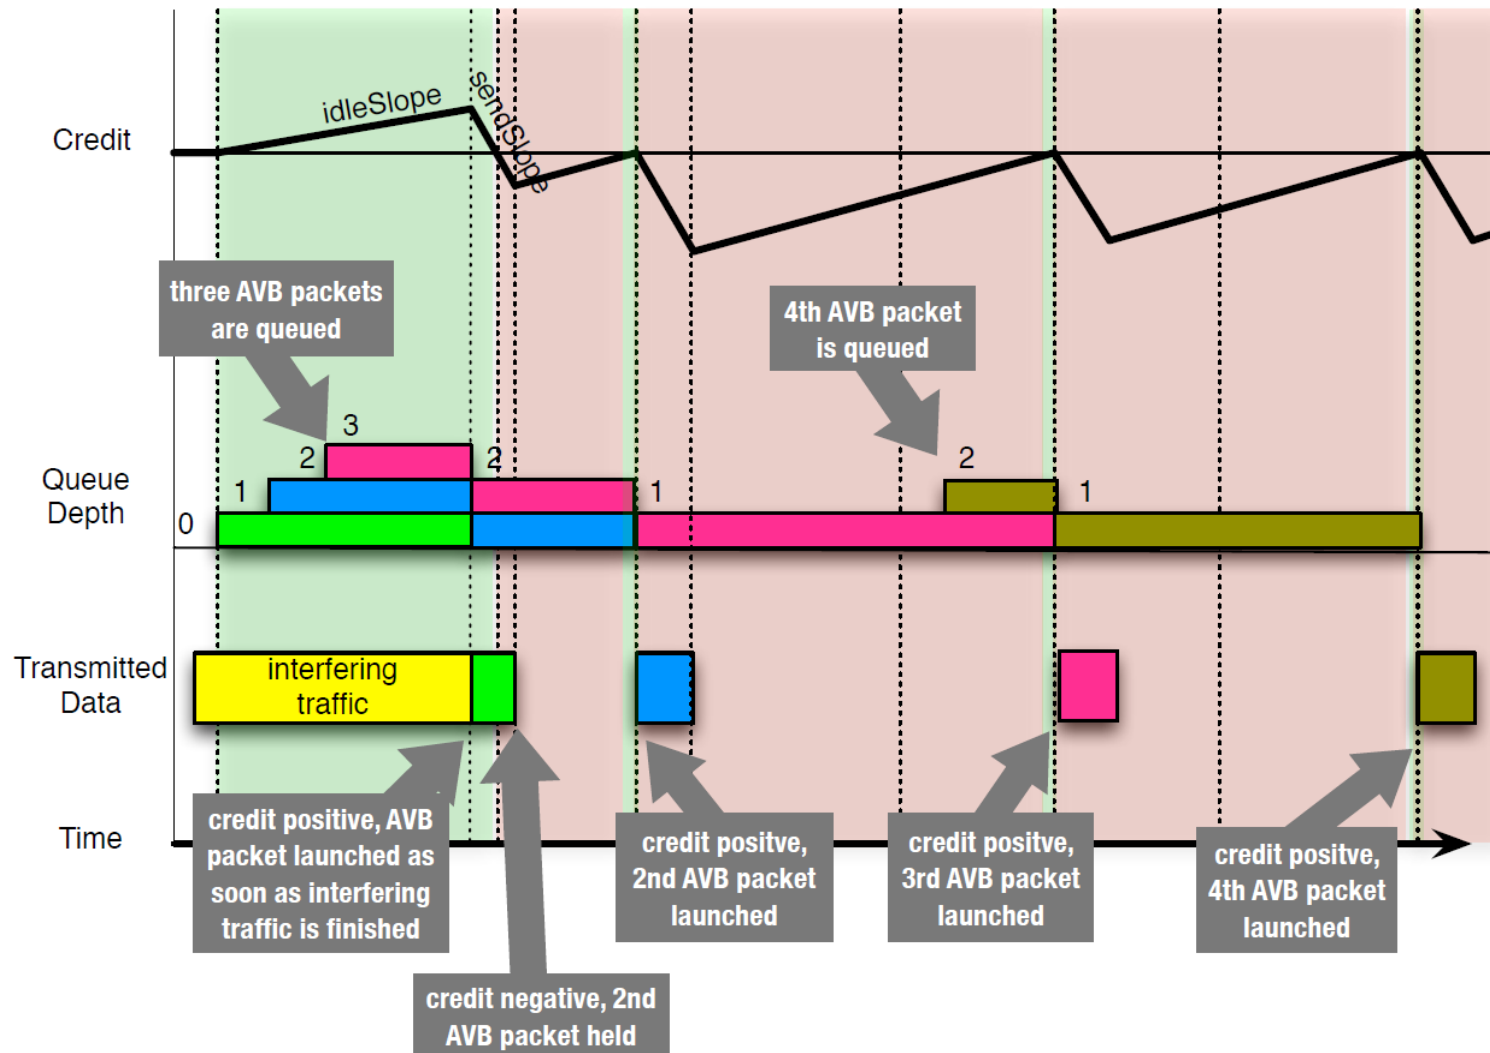 idleSlope
sendSlope
Credit
three AVB packets
are queued
4th AVB packet
is queued
3
2
2
2
1
1
1
0
Queue
Depth
Transmitted
Data
interfering
traffic
Time
credit positive, AVB
packet launched as
soon as interfering
traffic is finished
credit positve,
2nd AVB packet
launched
credit positve,
3rd AVB packet
launched
credit positve,
4th AVB packet
launched
credit negative, 2nd
AVB packet held